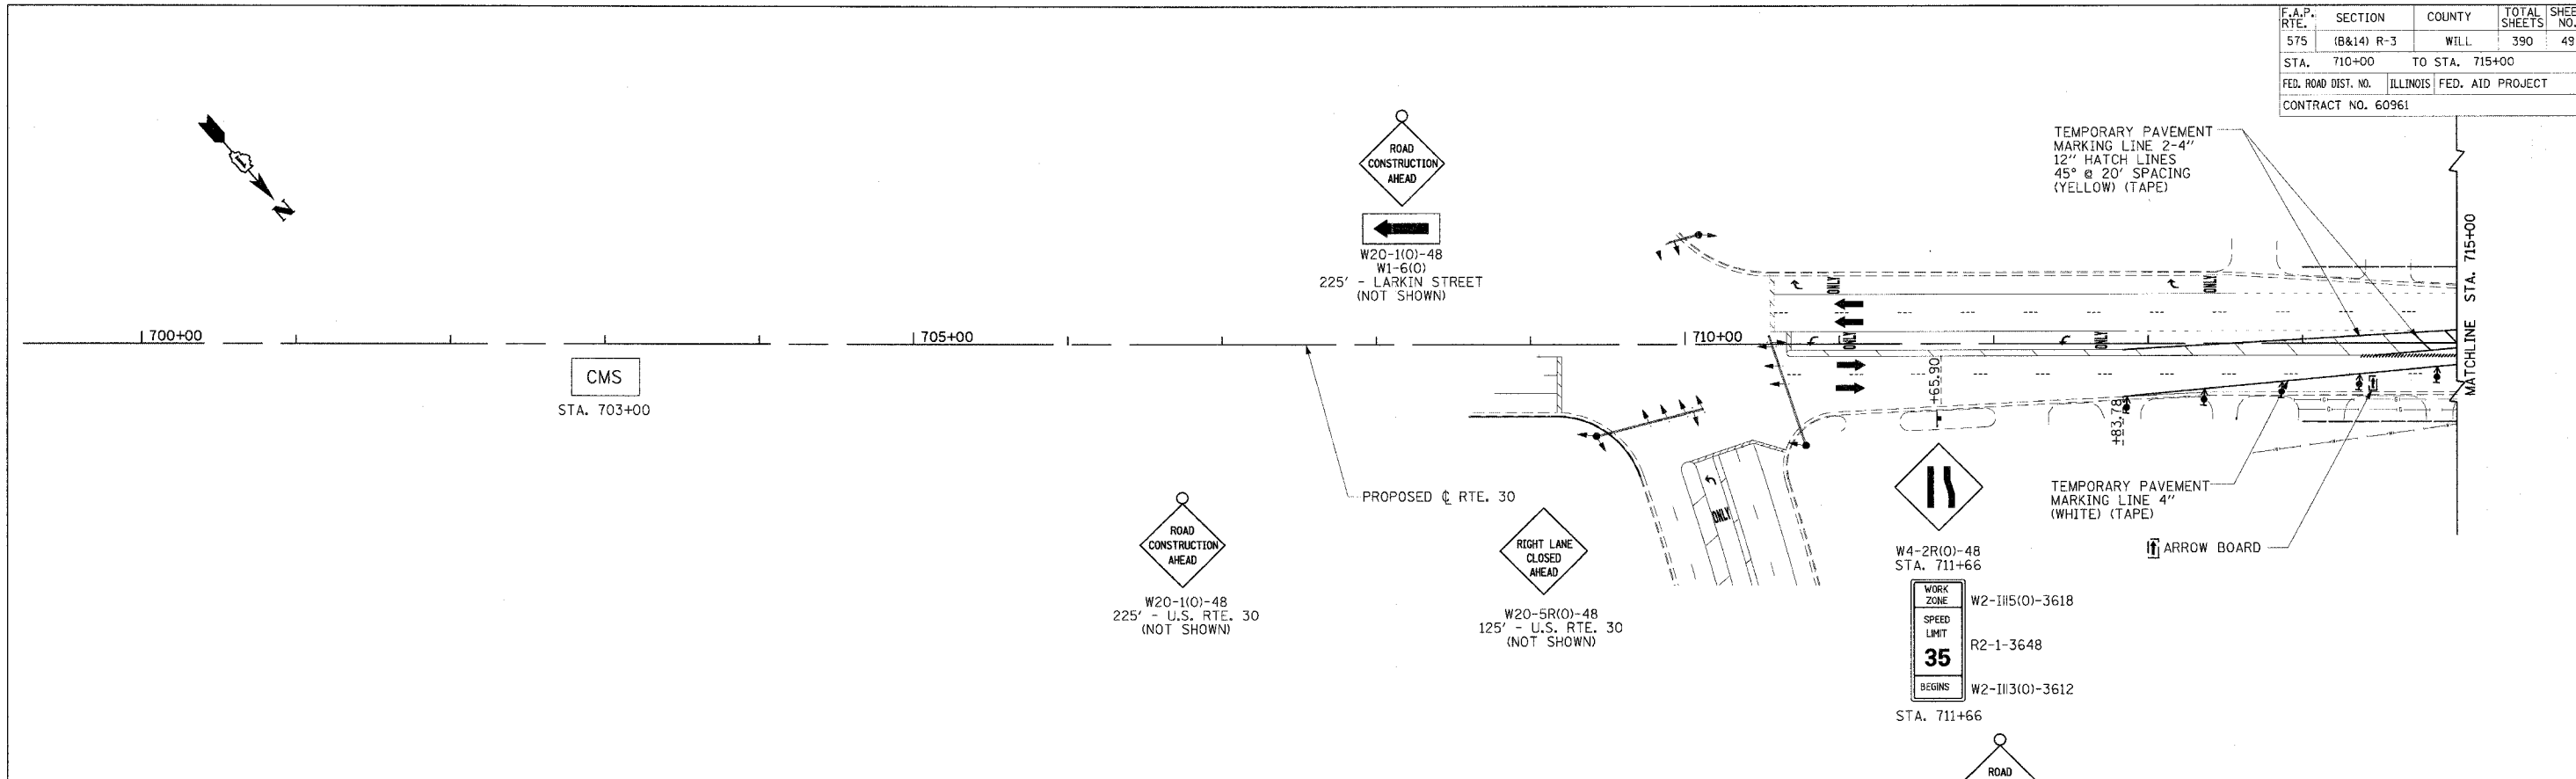 F.A.P. RTE. SECTION COUNTY TOTAL SHEETS SHEE NO.
575 (B&14) R-3 WILL 390 49
STA. 710+00 TO STA. 715+00
FED. ROAD DIST. NO. ILLINOIS FED. AID PROJECT
CONTRACT NO. 60961
N
ROAD
CONSTRUCTION
AHEAD
W20-1(O)-48
W1-6(O)
225' - LARKIN STREET
(NOT SHOWN)
TEMPORARY PAVEMENT
MARKING LINE 2-4"
12" HATCH LINES
45° @ 20' SPACING
(YELLOW) (TAPE)
MATCHLINE STA. 715+00
700+00
705+00
710+00
ONLY
ONLY
ONLY
ONLY
CMS
STA. 703+00
+65.90
+83.78
PROPOSED ℄ RTE. 30
ONLY
ROAD
CONSTRUCTION
AHEAD
W20-1(O)-48
225' - U.S. RTE. 30
(NOT SHOWN)
RIGHT LANE
CLOSED
AHEAD
W20-5R(O)-48
125' - U.S. RTE. 30
(NOT SHOWN)
W4-2R(O)-48
STA. 711+66
TEMPORARY PAVEMENT
MARKING LINE 4"
(WHITE) (TAPE)
ARROW BOARD
WORK
ZONE
W2-I115(O)-3618
SPEED
LIMIT
35
R2-1-3648
BEGINS
W2-I113(O)-3612
STA. 711+66
ROAD